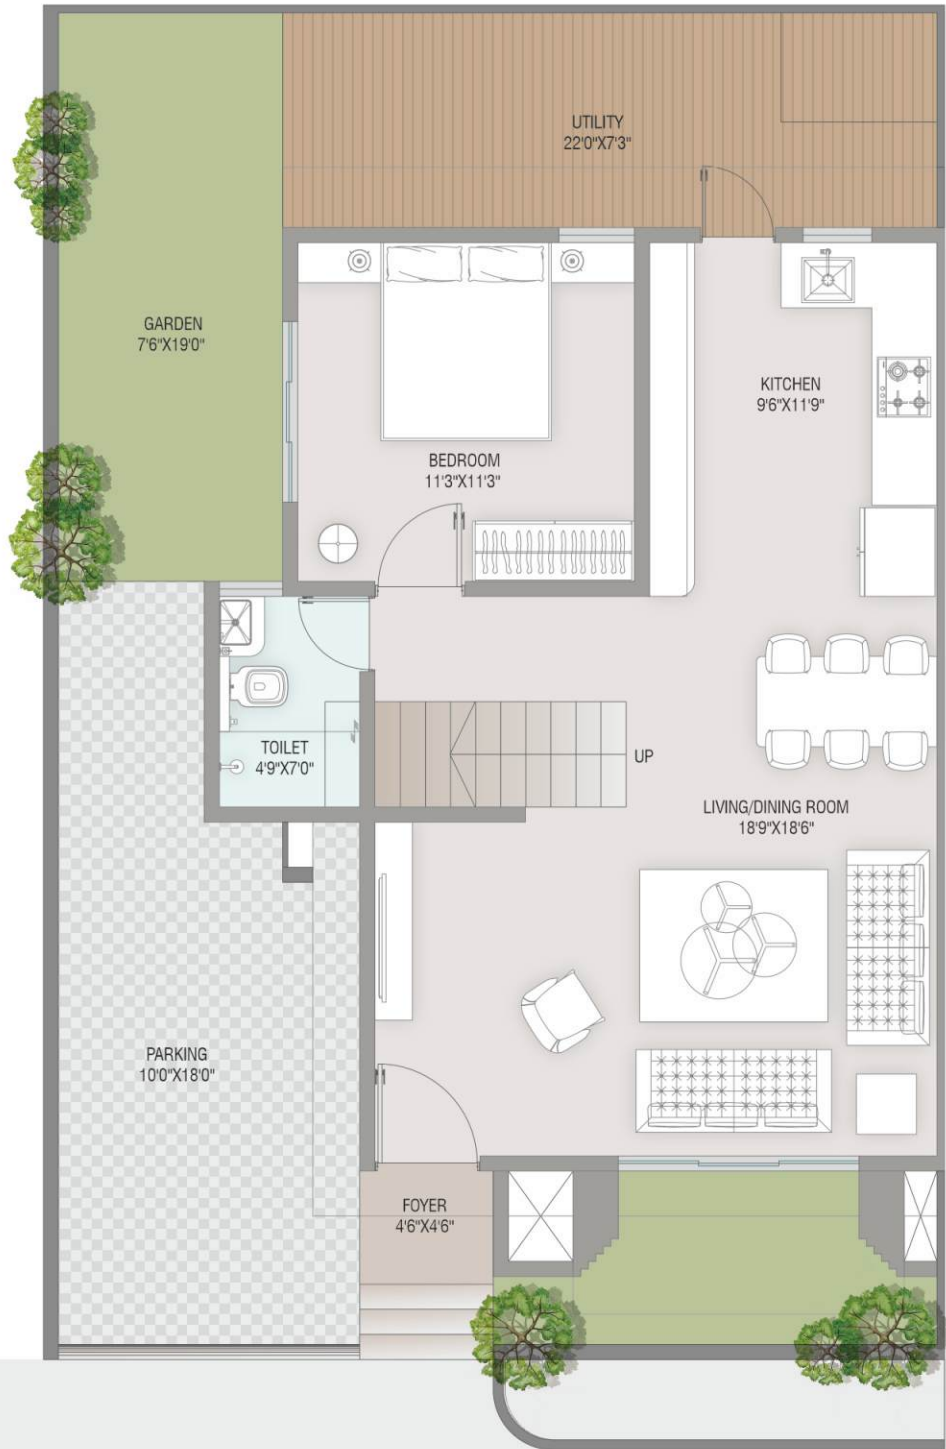 UTILITY
22'0"X7'3"
GARDEN
7'6"X19'0"
KITCHEN
9'6"X11'9"
BEDROOM
11'3"X11'3"
TOILET
4'9"X7'0"
UP
LIVING/DINING ROOM
18'9"X18'6"
PARKING
10'0"X18'0"
FOYER
4'6"X4'6"